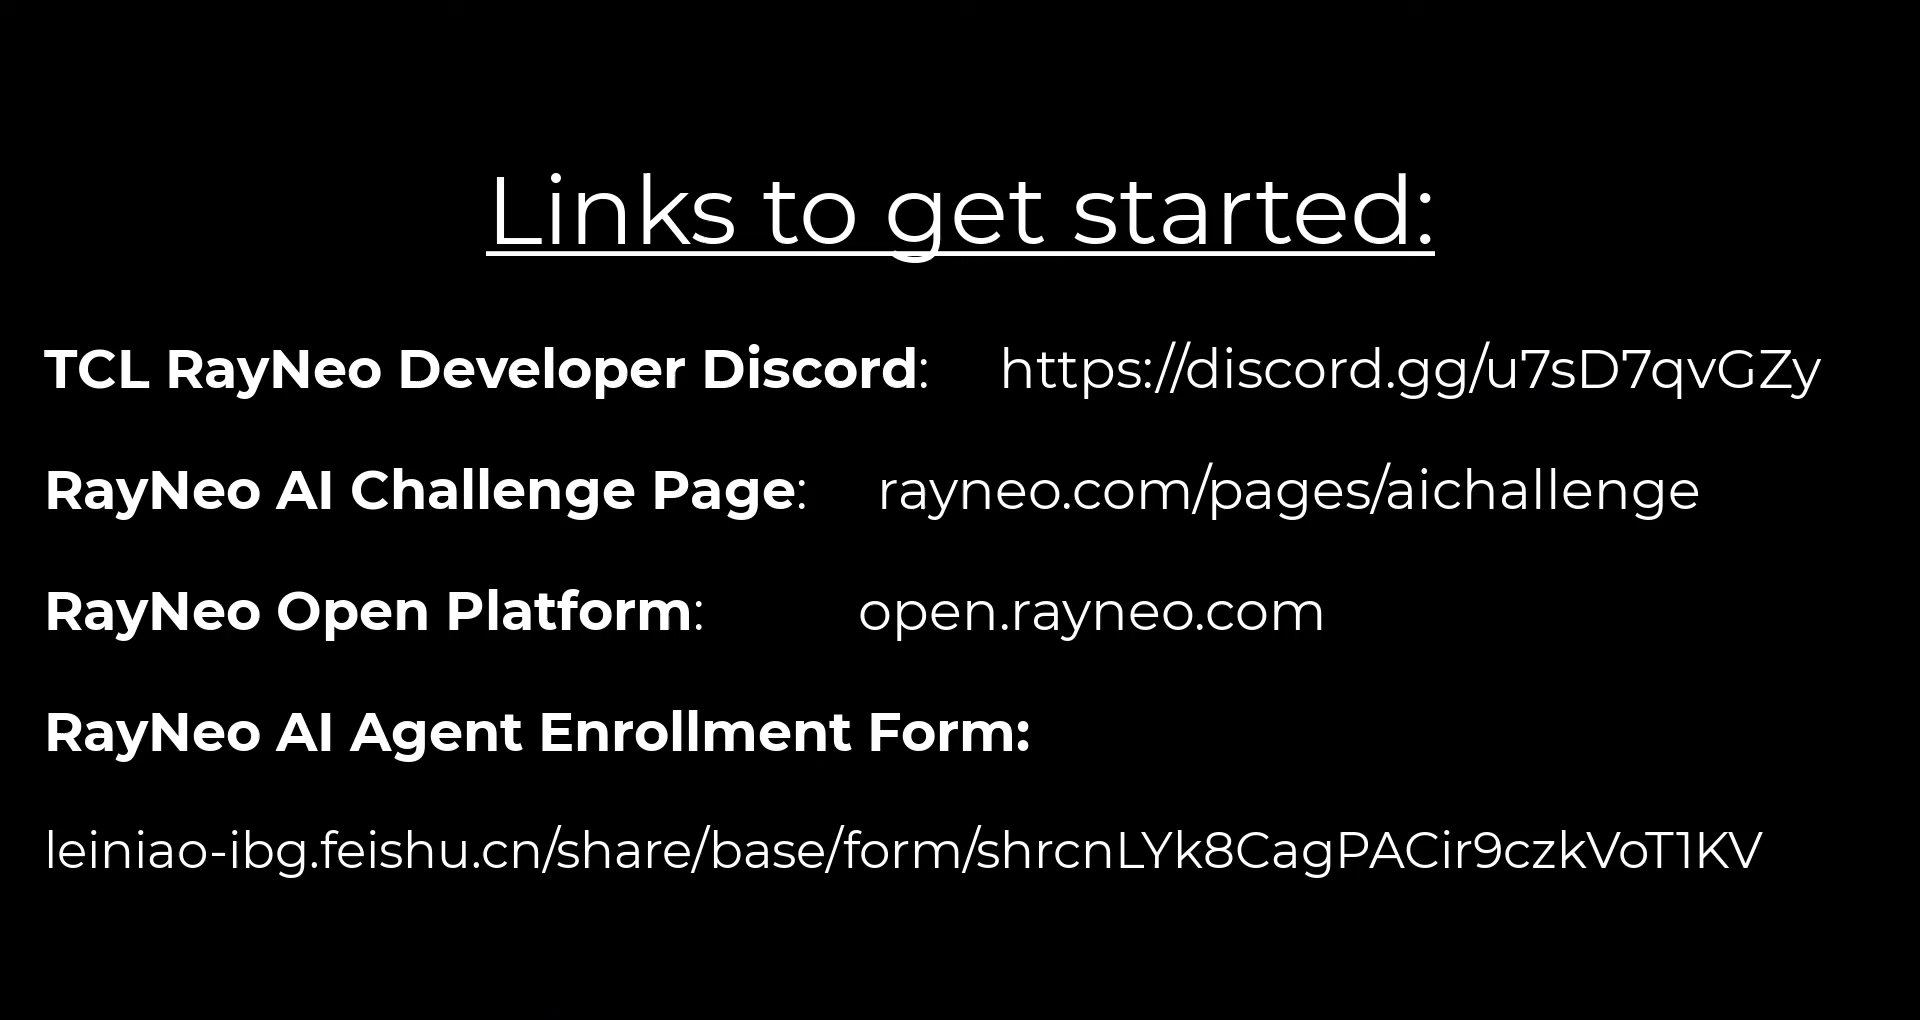 Links to get started:
TCL RayNeo Developer Discord: https://discord.gg/u7sD7qvGZy
RayNeo AI Challenge Page: rayneo.com/pages/aichallenge
RayNeo Open Platform: open.rayneo.com
RayNeo AI Agent Enrollment Form:
leiniao-ibg.feishu.cn/share/base/form/shrcnLYk8CagPACir9czkVoT1KV